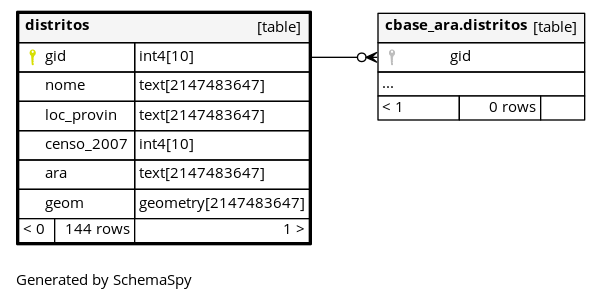 distritos [table]
gid int4[10]
nome text[2147483647]
loc_provin text[2147483647]
censo_2007 int4[10]
ara text[2147483647]
geom geometry[2147483647]
< 0 144 rows 1 >
cbase_ara.distritos [table]
gid
...
< 1 0 rows
Generated by SchemaSpy